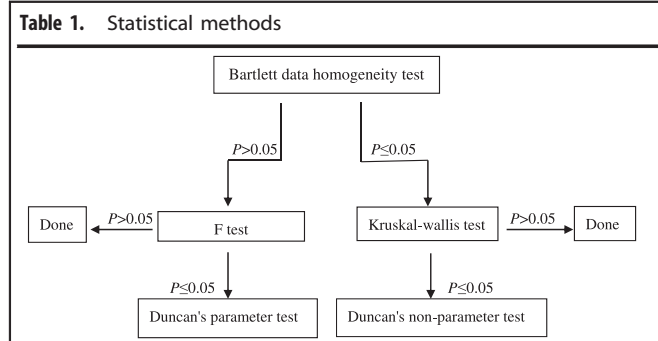 Table 1. Statistical methods
Bartlett data homogeneity test
P>0.05 P≤0.05
Done P>0.05 F test Kruskal-wallis test P>0.05 Done
P≤0.05 P≤0.05
Duncan's parameter test Duncan's non-parameter test